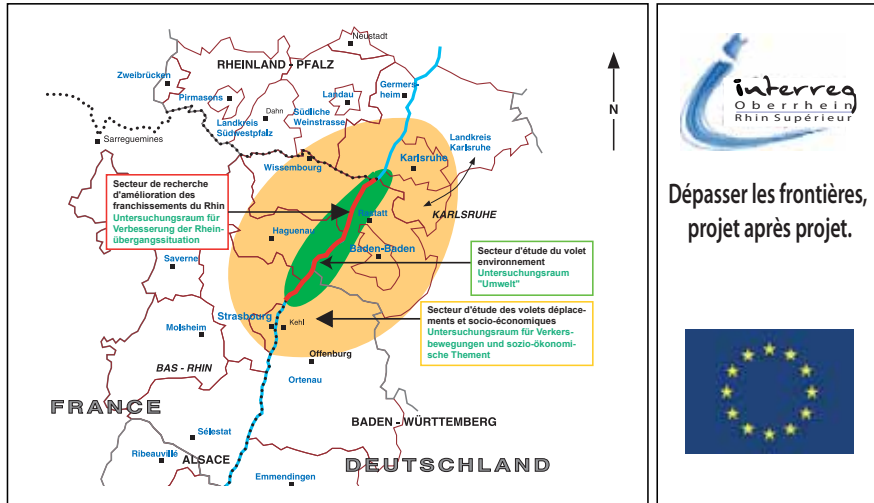 Neustadt
RHEINLAND - PFALZ
Zweibrücken
Pirmasens
Landau
Germers-
heim
Dahn
Landkreis
Südwestpfalz
Südliche
Weinstrasse
N
Sarreguemines
Landkreis
Karlsruhe
Wissembourg
Karlsruhe
Secteur de recherche
d'amélioration des
franchissements du Rhin
Untersuchungsraum für
Verbesserung der Rhein-
übergangssituation
KARLSRUHE
Rastatt
Haguenau
Baden-Baden
Saverne
Secteur d'étude du volet
environnement
Untersuchungsraum
"Umwelt"
Secteur d'étude des volets déplace-
ments et socio-économiques
Untersuchungsraum für Verkers-
bewegungen und sozio-ökonomi-
sche Thement
Strasbourg
Kehl
Molsheim
Offenburg
BAS - RHIN
Ortenau
FRANCE
BADEN - WÜRTTEMBERG
Sélestat
Ribeauvillé
ALSACE
DEUTSCHLAND
Emmendingen
interreg
Oberrhein
Rhin Supérieur
Dépasser les frontières,
projet après projet.